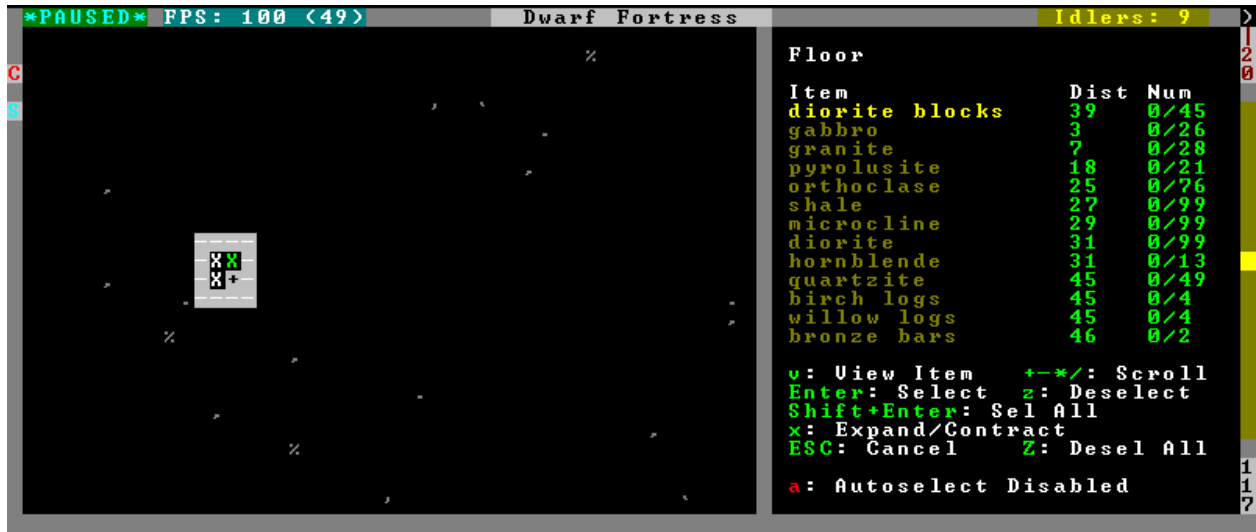 *PAUSED* FPS: 100 (49) Dwarf Fortress Idlers: 9
C
S
20
Floor
Item Dist Num
diorite blocks 39 0/45
gabbro 3 0/26
granite 7 0/28
pyrolusite 18 0/21
orthoclase 25 0/76
shale 27 0/99
microcline 29 0/99
diorite 31 0/99
hornblende 31 0/13
quartzite 45 0/49
birch logs 45 0/4
willow logs 45 0/4
bronze bars 46 0/2
v: View Item +-*/: Scroll
Enter: Select z: Deselect
Shift+Enter: Sel All
x: Expand/Contract
ESC: Cancel Z: Desel All
a: Autoselect Disabled
117
XX
X+